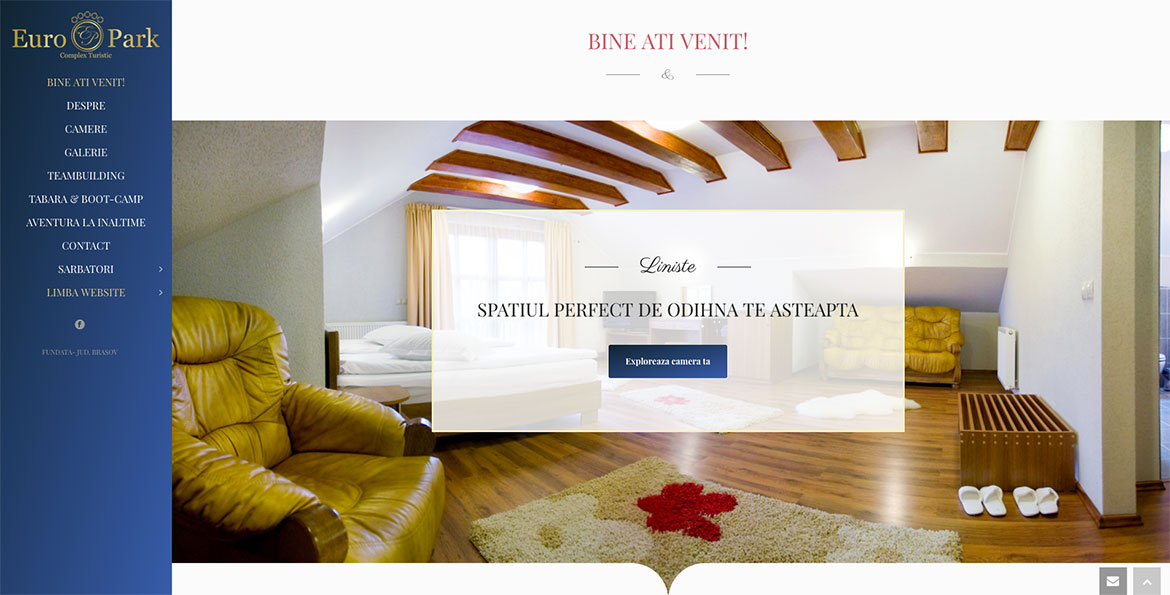 Euro EP Park
Complex Turistic
BINE ATI VENIT!
DESPRE
CAMERE
GALERIE
TEAMBUILDING
TABARA & BOOT-CAMP
AVENTURA LA INALTIME
CONTACT
SARBATORI
LIMBA WEBSITE
FUNDATA- JUD. BRASOV
BINE ATI VENIT!
&
Liniste
SPATIUL PERFECT DE ODIHNA TE ASTEAPTA
Exploreaza camera ta